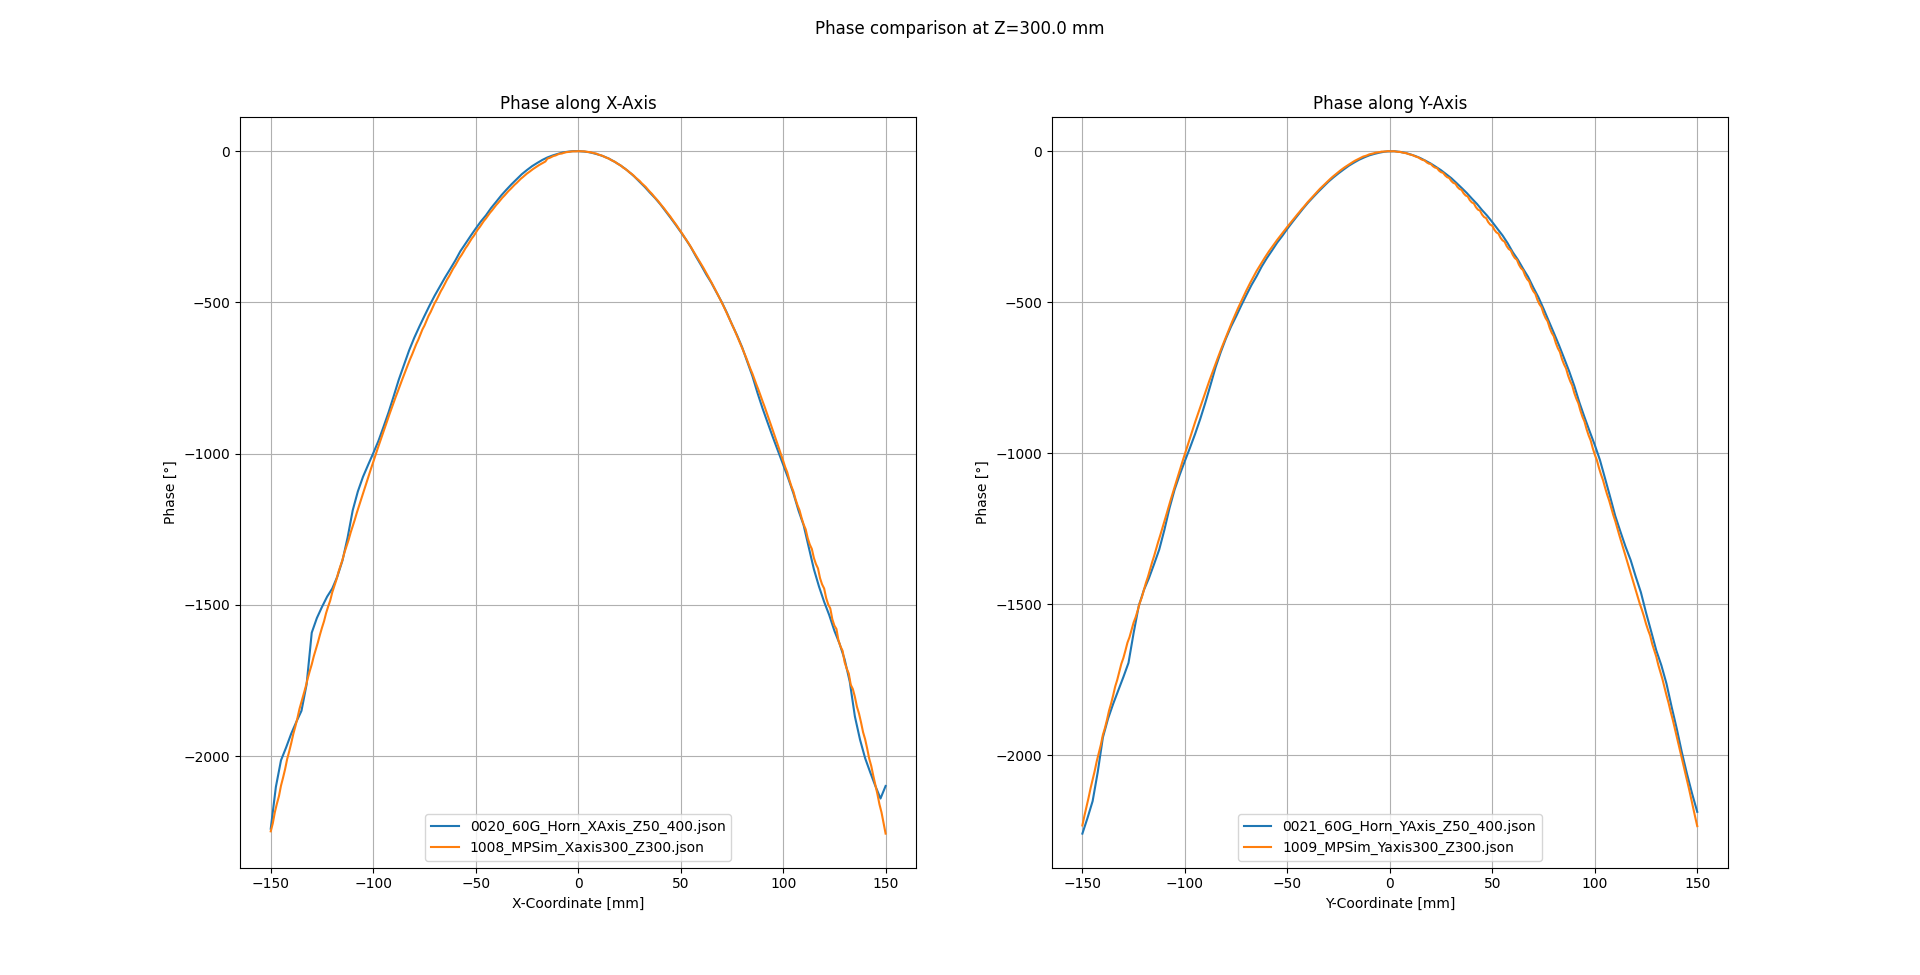 Phase comparison at Z=300.0 mm
Phase along X-Axis
0
−500
−1000
−1500
−2000
Phase [°]
0020_60G_Horn_XAxis_Z50_400.json
1008_MPSim_Xaxis300_Z300.json
−150
−100
−50
0
50
100
150
X-Coordinate [mm]
Phase along Y-Axis
0
−500
−1000
−1500
−2000
Phase [°]
0021_60G_Horn_YAxis_Z50_400.json
1009_MPSim_Yaxis300_Z300.json
−150
−100
−50
0
50
100
150
Y-Coordinate [mm]